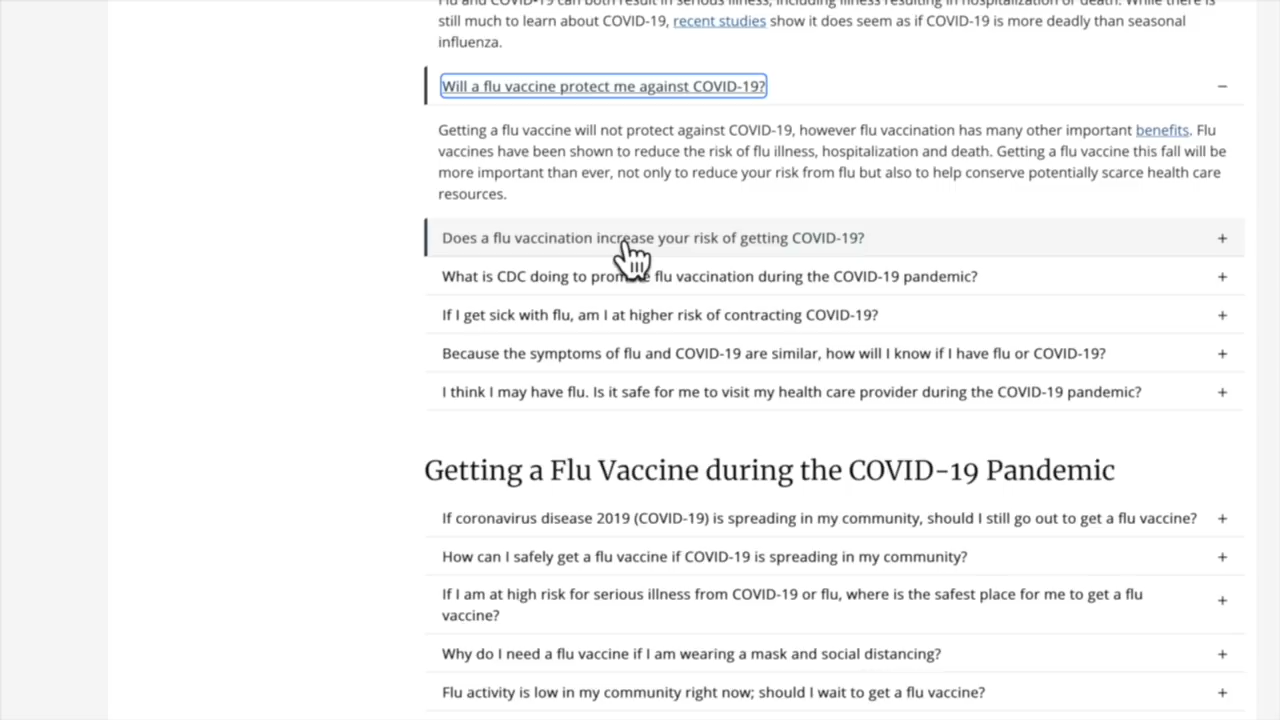 Flu and COVID-19 can both result in serious illness, including illness resulting in hospitalization or death. While there is
still much to learn about COVID-19, recent studies show it does seem as if COVID-19 is more deadly than seasonal
influenza.
Will a flu vaccine protect me against COVID-19? −
Getting a flu vaccine will not protect against COVID-19, however flu vaccination has many other important benefits. Flu
vaccines have been shown to reduce the risk of flu illness, hospitalization and death. Getting a flu vaccine this fall will be
more important than ever, not only to reduce your risk from flu but also to help conserve potentially scarce health care
resources.
Does a flu vaccination increase your risk of getting COVID-19? +
What is CDC doing to promote flu vaccination during the COVID-19 pandemic? +
If I get sick with flu, am I at higher risk of contracting COVID-19? +
Because the symptoms of flu and COVID-19 are similar, how will I know if I have flu or COVID-19? +
I think I may have flu. Is it safe for me to visit my health care provider during the COVID-19 pandemic? +
Getting a Flu Vaccine during the COVID-19 Pandemic
If coronavirus disease 2019 (COVID-19) is spreading in my community, should I still go out to get a flu vaccine? +
How can I safely get a flu vaccine if COVID-19 is spreading in my community? +
If I am at high risk for serious illness from COVID-19 or flu, where is the safest place for me to get a flu +
vaccine?
Why do I need a flu vaccine if I am wearing a mask and social distancing? +
Flu activity is low in my community right now; should I wait to get a flu vaccine? +